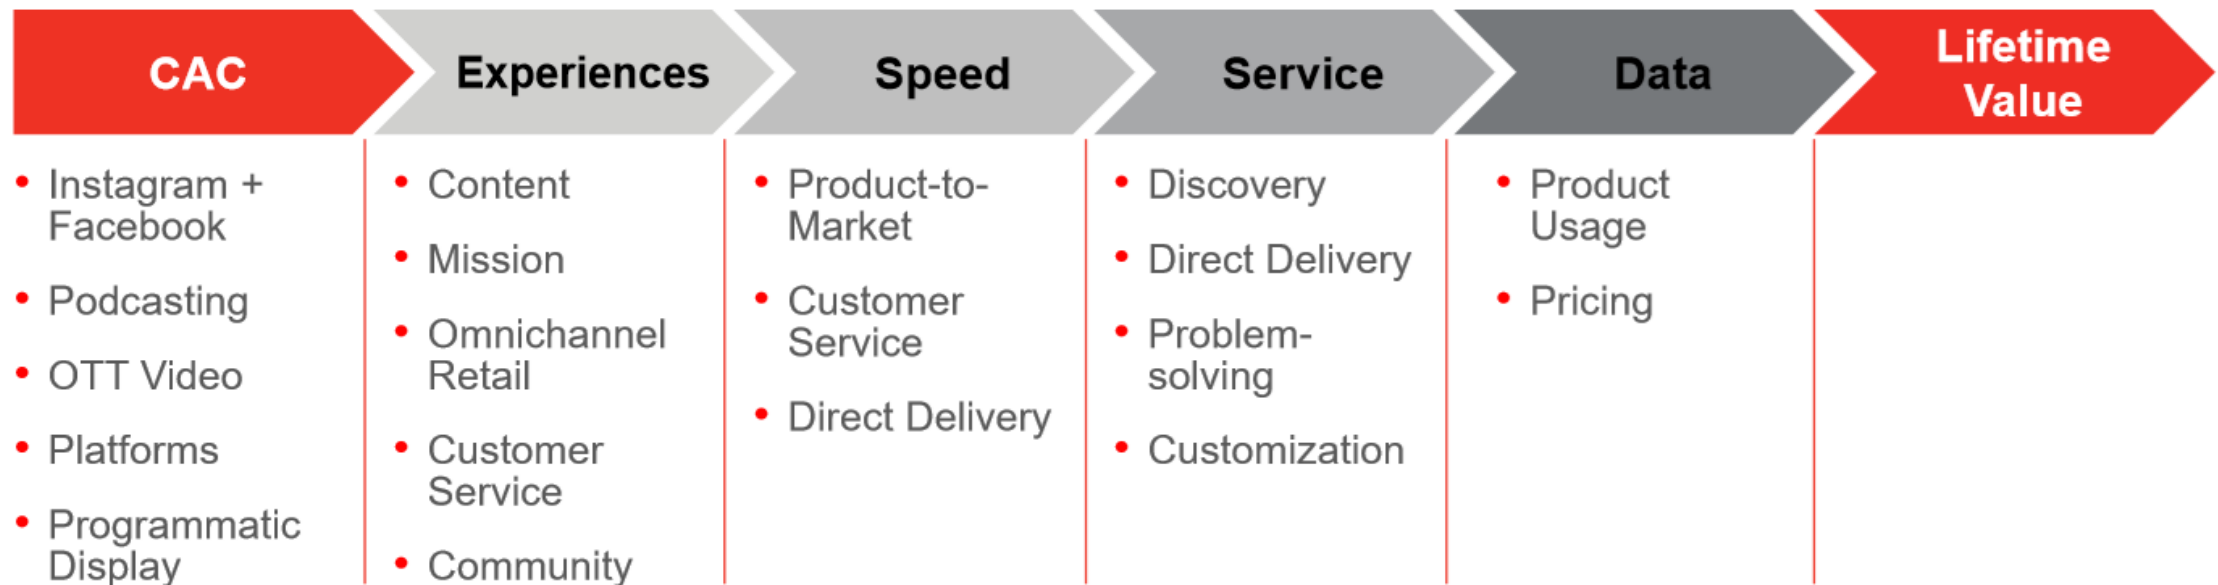 CAC
Experiences
Speed
Service
Data
Lifetime
Value
• Instagram +
Facebook
• Podcasting
• OTT Video
• Platforms
• Programmatic
Display
• Content
• Mission
• Omnichannel
Retail
• Customer
Service
• Community
• Product-to-
Market
• Customer
Service
• Direct Delivery
• Discovery
• Direct Delivery
• Problem-
solving
• Customization
• Product
Usage
• Pricing